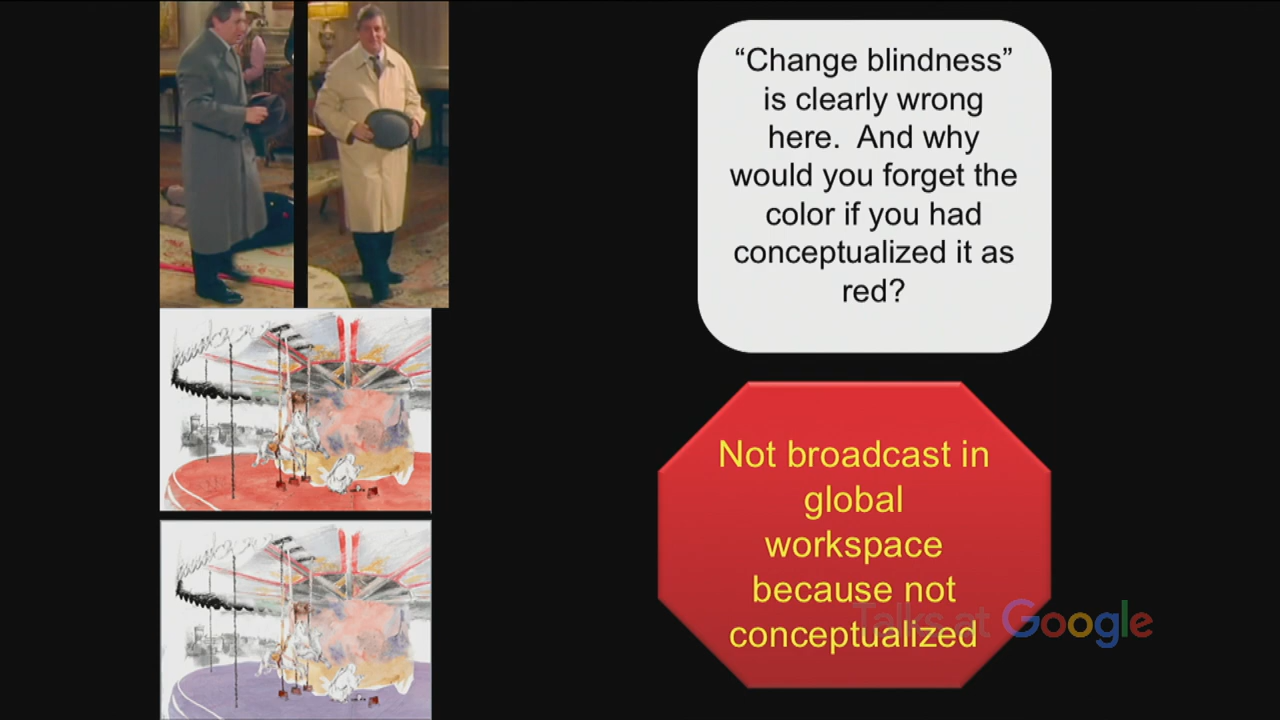 “Change blindness”
is clearly wrong
here.  And why
would you forget the
color if you had
conceptualized it as
red?
Not broadcast in
global
workspace
because not
conceptualized
Talks at Google